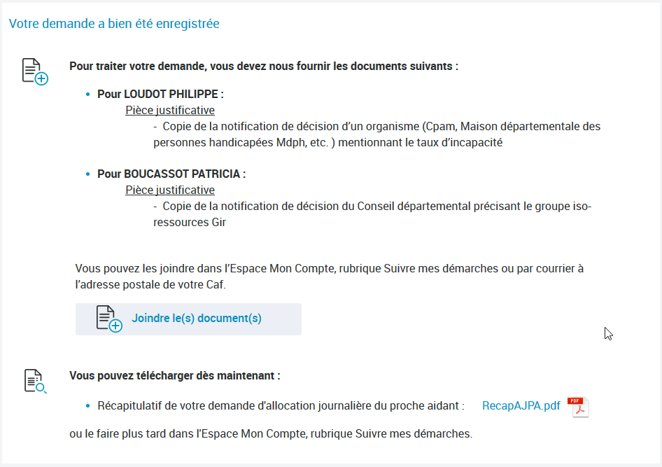 Votre demande a bien été enregistrée
Pour traiter votre demande, vous devez nous fournir les documents suivants :
• Pour LOUDOT PHILIPPE :
Pièce justificative
- Copie de la notification de décision d'un organisme (Cpam, Maison départementale des
personnes handicapées Mdph, etc. ) mentionnant le taux d'incapacité
• Pour BOUCASSOT PATRICIA :
Pièce justificative
- Copie de la notification de décision du Conseil départemental précisant le groupe iso-
ressources Gir
Vous pouvez les joindre dans l'Espace Mon Compte, rubrique Suivre mes démarches ou par courrier à
l'adresse postale de votre Caf.
Joindre le(s) document(s)
Vous pouvez télécharger dès maintenant :
• Récapitulatif de votre demande d'allocation journalière du proche aidant : RecapAJPA.pdf PDF
ou le faire plus tard dans l'Espace Mon Compte, rubrique Suivre mes démarches.